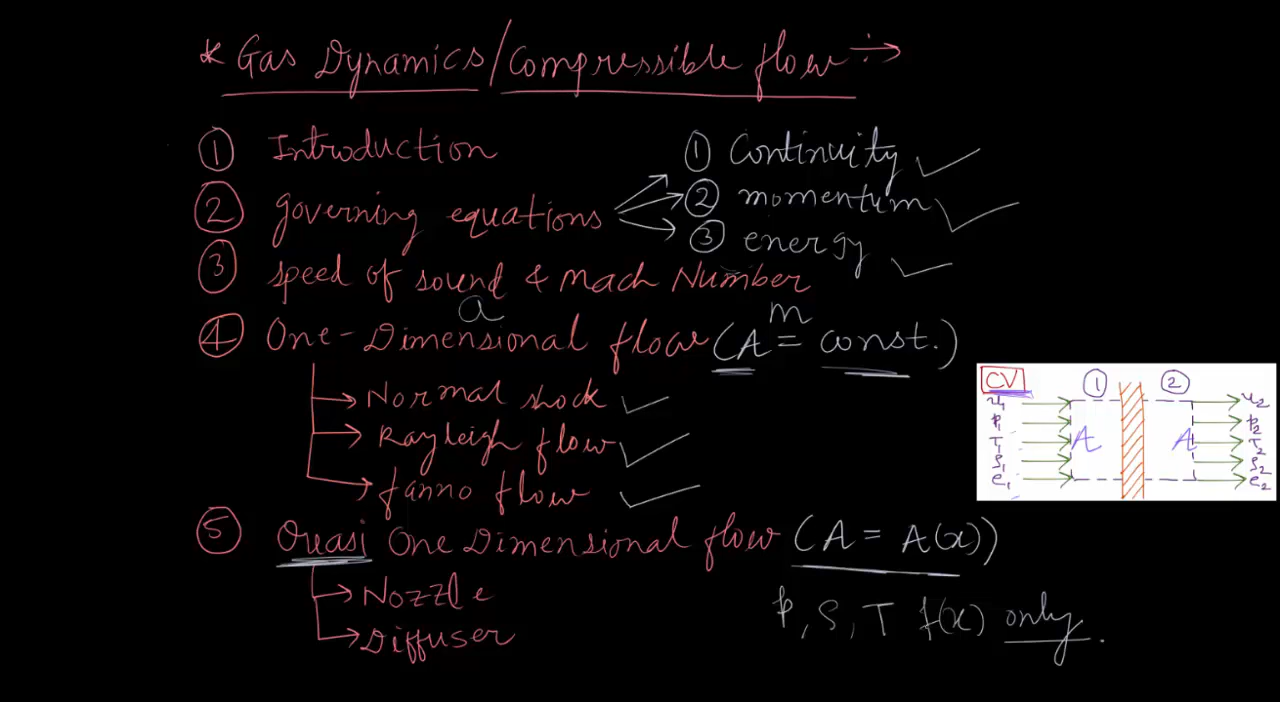 * Gas Dynamics/Compressible flow ÷→
① Introduction
② governing equations
① Continuity ✓
② momentum ✓
③ energy ✓
③ speed of sound & Mach Number
a
m
④ One-Dimensional flow (A = const.)
→ Normal shock ✓
→ Rayleigh flow ✓
→ fanno flow ✓
CV ① ②
u₁ u₂
P₁ P₂
T₁ A A T₂
ρ₁ ρ₂
e₁ e₂
⑤ Quasi One Dimensional flow (A = A(x))
→ Nozzle
→ Diffuser
P, ρ, T f(x) only.